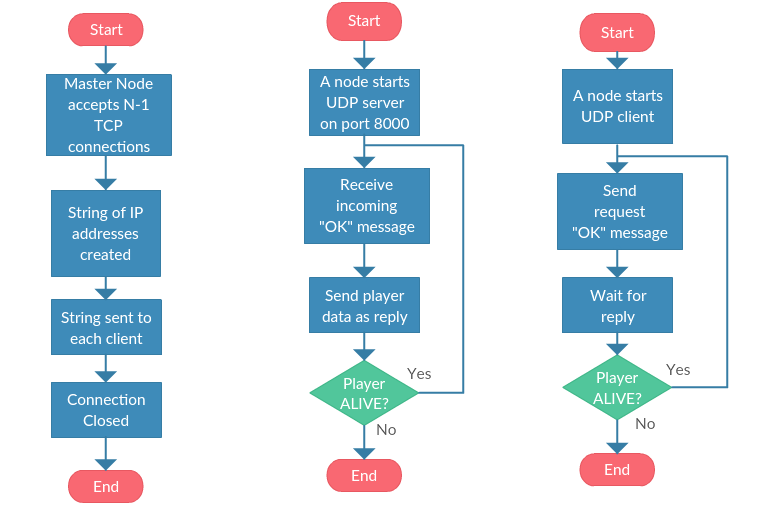 Start
Master Node
accepts N-1
TCP
connections
String of IP
addresses
created
String sent to
each client
Connection
Closed
End
Start
A node starts
UDP server
on port 8000
Receive
incoming
"OK" message
Send player
data as reply
Player
ALIVE?
Yes
No
End
Start
A node starts
UDP client
Send
request
"OK" message
Wait for
reply
Player
ALIVE?
Yes
No
End